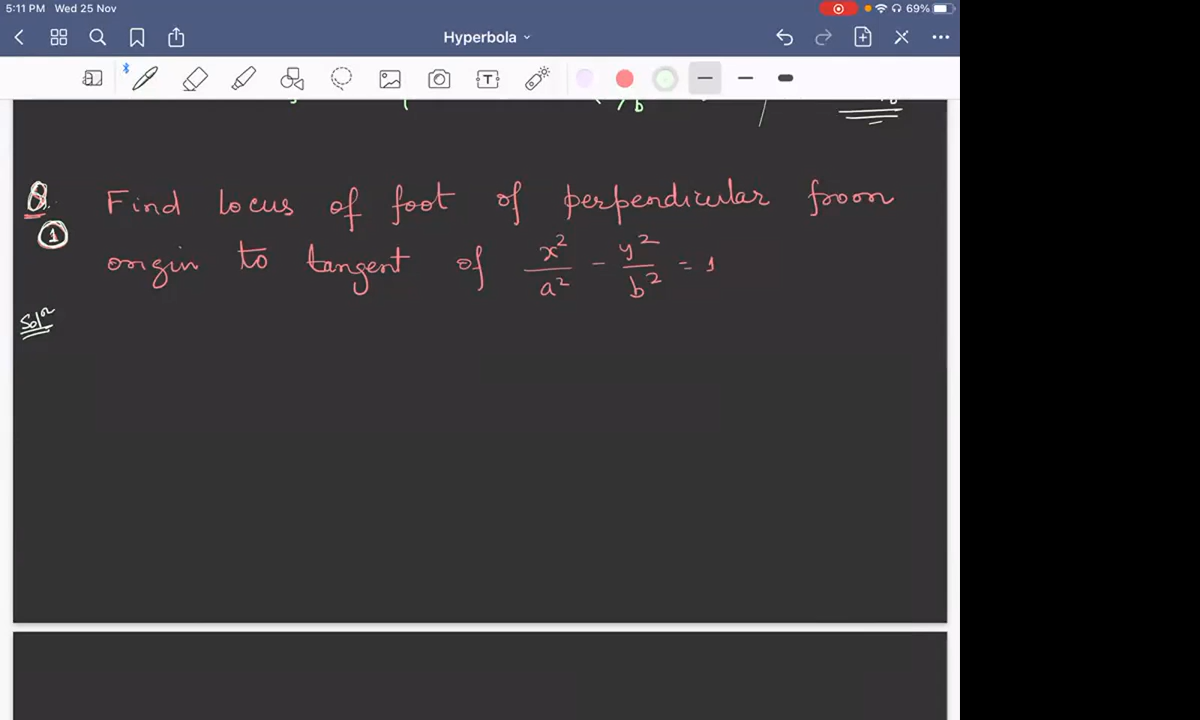 5:11 PM Wed 25 Nov
69%
Hyperbola
T
b
Q.
Find locus of foot of perpendicular from
1
origin to tangent of x²/a² - y²/b² = 1
Solⁿ